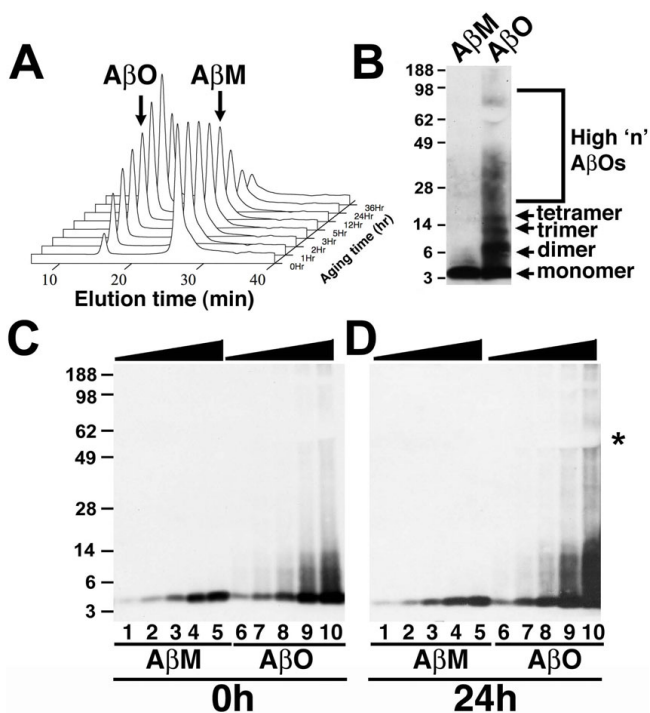 A
AβO
AβM
10
20
30
40
Elution time (min)
0Hr
1Hr
2Hr
3Hr
5Hr
12Hr
24Hr
36Hr
Aging time (hr)
B
AβM
AβO
188
98
62
49
28
14
6
3
High 'n'
AβOs
tetramer
trimer
dimer
monomer
C
188
98
62
49
28
14
6
3
1 2 3 4 5 6 7 8 9 10
AβM AβO
0h
D
*
1 2 3 4 5 6 7 8 9 10
AβM AβO
24h